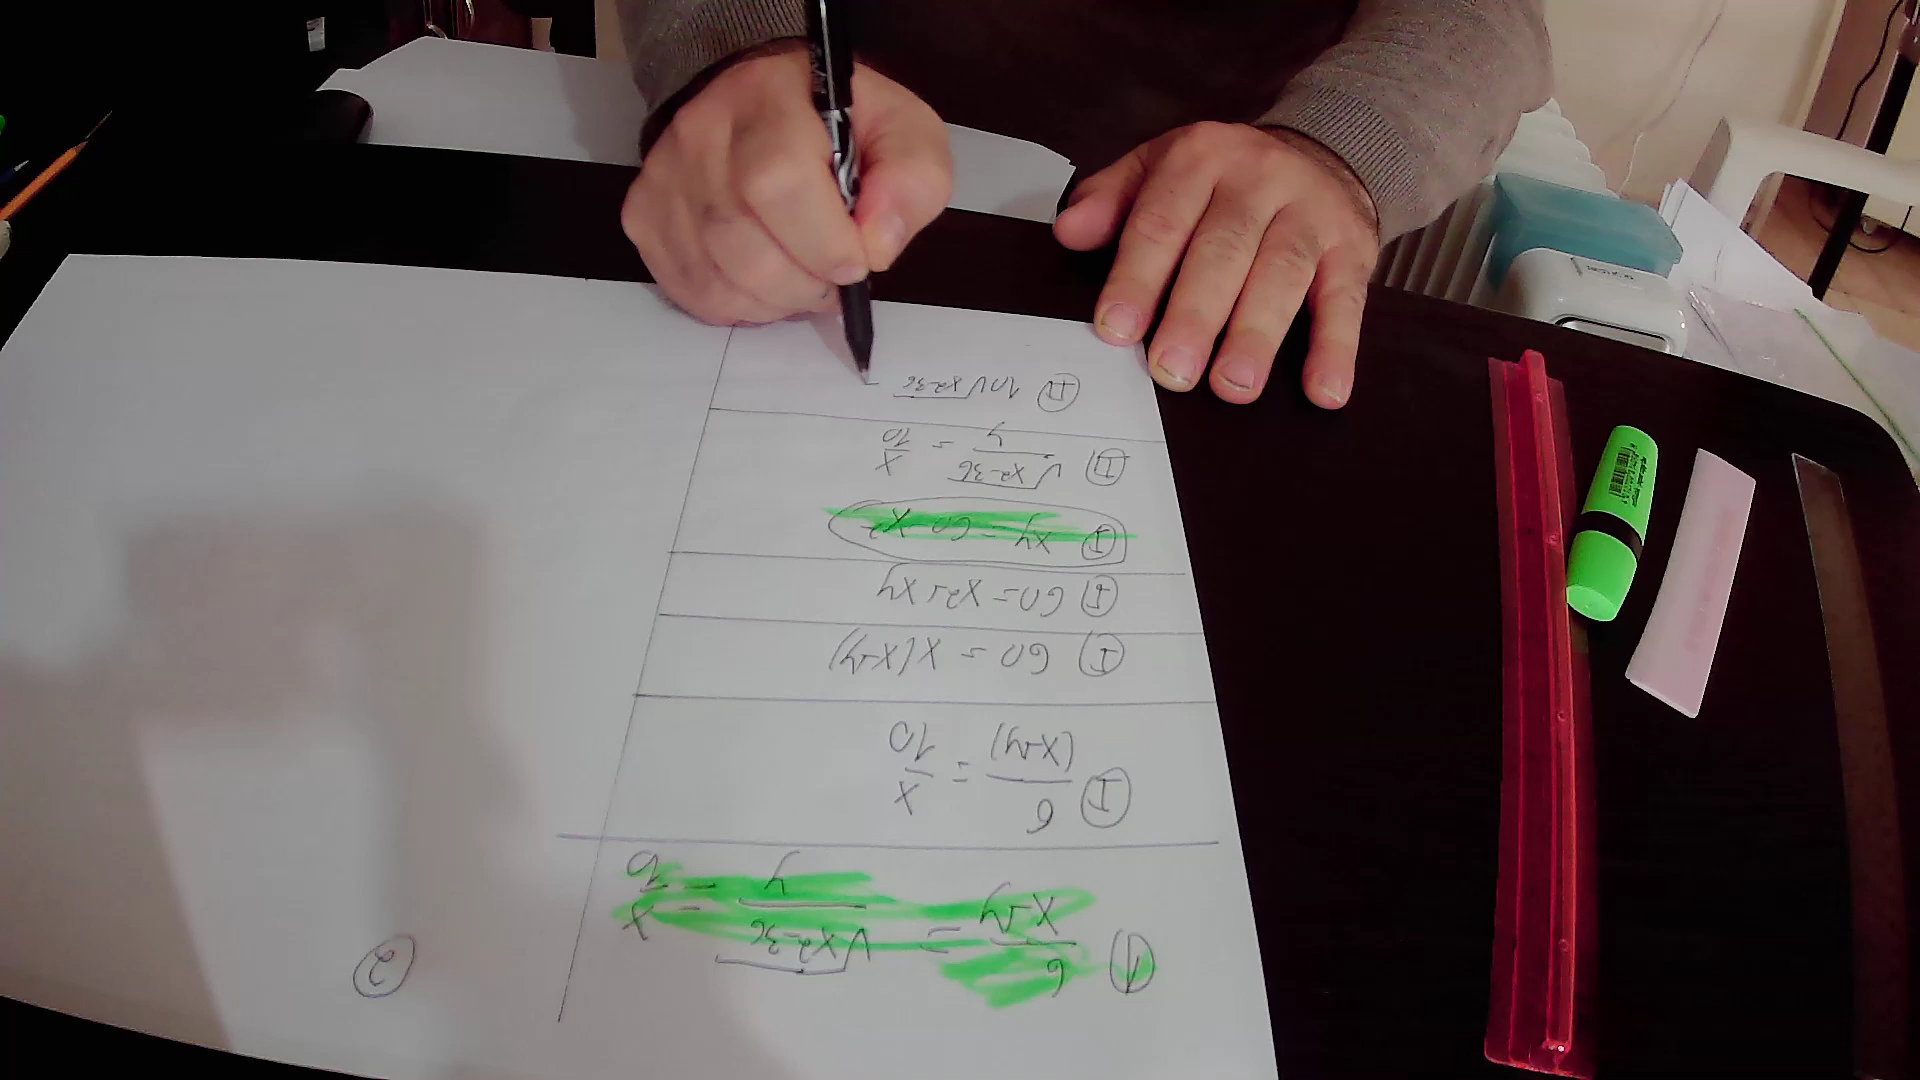 ① 6/(x+y) = √x²-36/y = x/10
Ⅰ 6/(x+y) = x/10
Ⅰ 60 = x(x+y)
Ⅰ 60 = x²+xy
Ⅰ xy = 60-x²
Ⅱ √x²-36/y = x/10
Ⅱ 10√x²-36 =
②